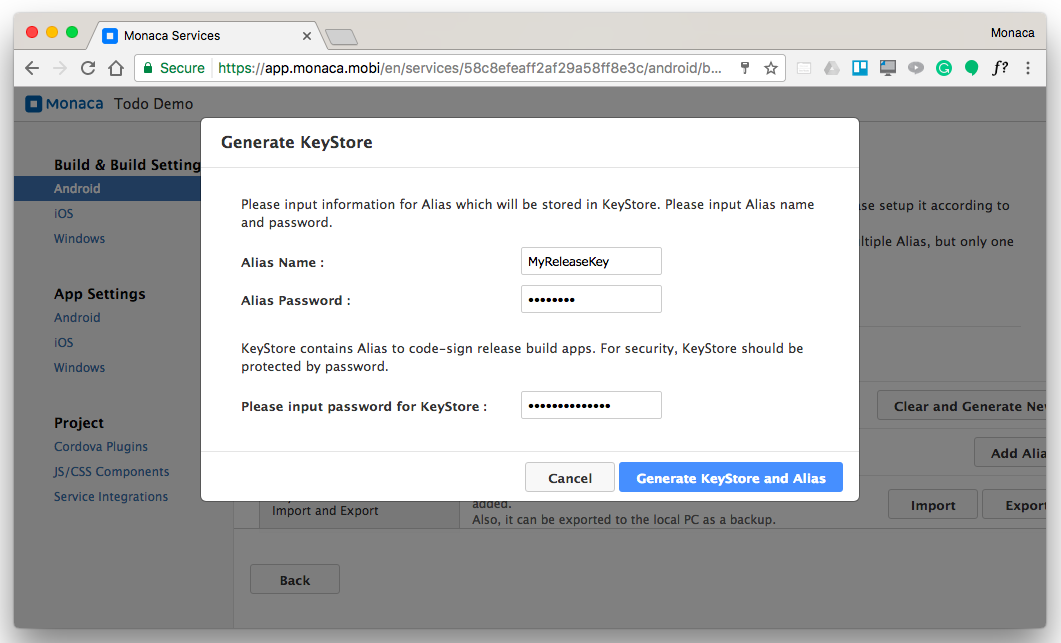 Monaca Services
Monaca
Secure
https://app.monaca.mobi/en/services/58c8efeaff2af29a58ff8e3c/android/b...
f?
Monaca Todo Demo
Generate KeyStore
Build & Build Setting
Android
iOS
Windows
App Settings
Android
iOS
Windows
Project
Cordova Plugins
JS/CSS Components
Service Integrations
Please input information for Alias which will be stored in KeyStore. Please input Alias name
and password.
Alias Name :
MyReleaseKey
Alias Password :
••••••••
KeyStore contains Alias to code-sign release build apps. For security, KeyStore should be
protected by password.
Please input password for KeyStore :
••••••••••••••
Cancel
Generate KeyStore and Alias
setup it according to
Alias, but only one
Clear and Generate
Add
Import and Export
added.
Also, it can be exported to the local PC as a backup.
Import
Export
Back